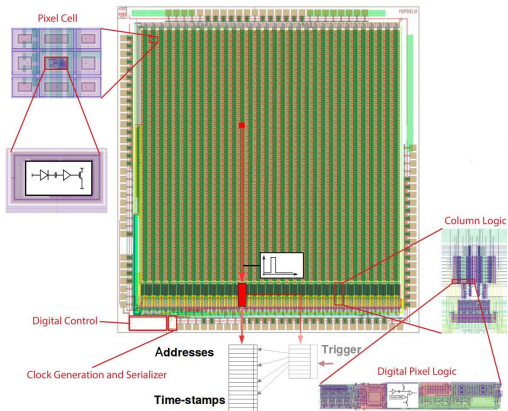 Pixel Cell
Column Logic
Digital Control
Addresses
Trigger
Clock Generation and Serializer
Digital Pixel Logic
Time-stamps